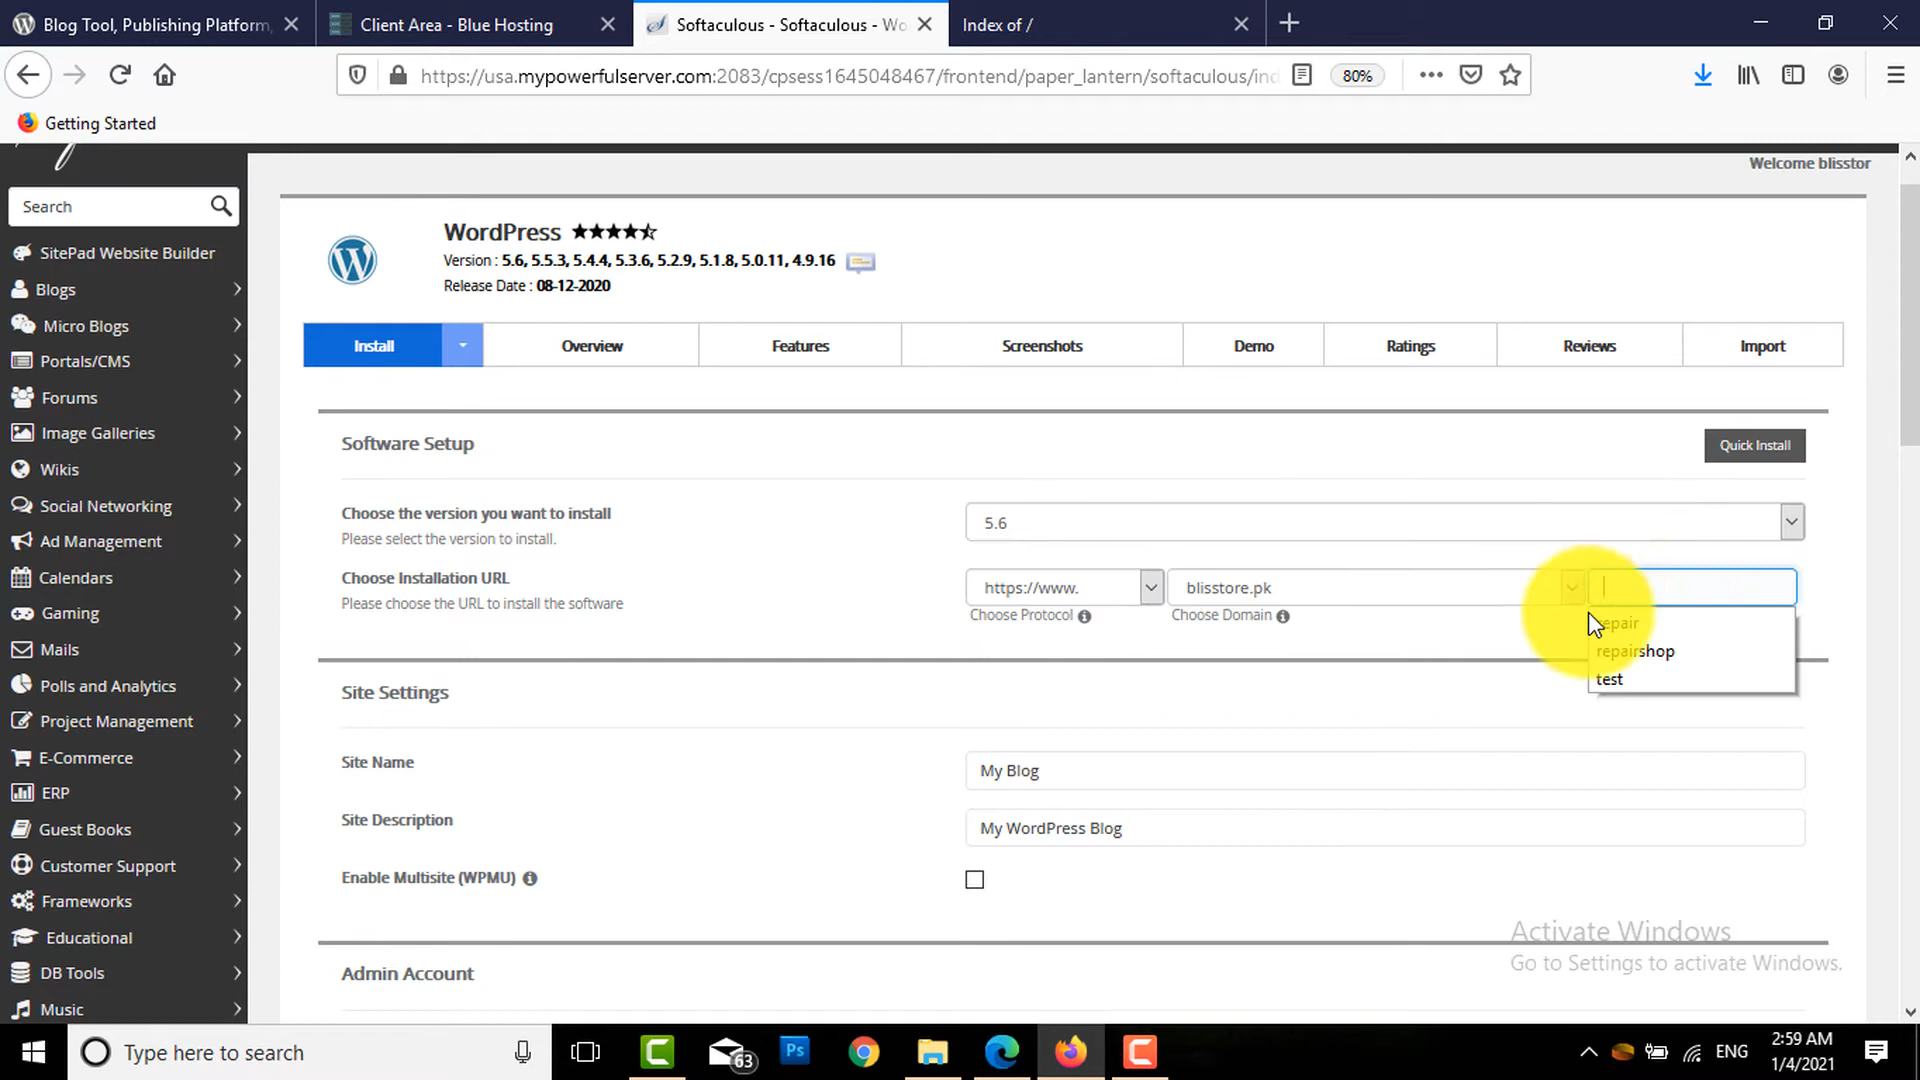 Blog Tool, Publishing Platform,
Client Area - Blue Hosting
Softaculous - Softaculous - Wo
Index of /
https://usa.mypowerfulserver.com:2083/cpsess1645048467/frontend/paper_lantern/softaculous/ind
80%
Getting Started
Welcome blisstor
Search
SitePad Website Builder
Blogs
Micro Blogs
Portals/CMS
Forums
Image Galleries
Wikis
Social Networking
Ad Management
Calendars
Gaming
Mails
Polls and Analytics
Project Management
E-Commerce
ERP
Guest Books
Customer Support
Frameworks
Educational
DB Tools
Music
WordPress
Version : 5.6, 5.5.3, 5.4.4, 5.3.6, 5.2.9, 5.1.8, 5.0.11, 4.9.16
Release Date : 08-12-2020
Install
Overview
Features
Screenshots
Demo
Ratings
Reviews
Import
Software Setup
Quick Install
Choose the version you want to install
Please select the version to install.
5.6
Choose Installation URL
Please choose the URL to install the software
https://www.
Choose Protocol
blisstore.pk
Choose Domain
repair
repairshop
test
Site Settings
Site Name
My Blog
Site Description
My WordPress Blog
Enable Multisite (WPMU)
Admin Account
Activate Windows
Go to Settings to activate Windows.
Type here to search
63
Ps
ENG
2:59 AM
1/4/2021